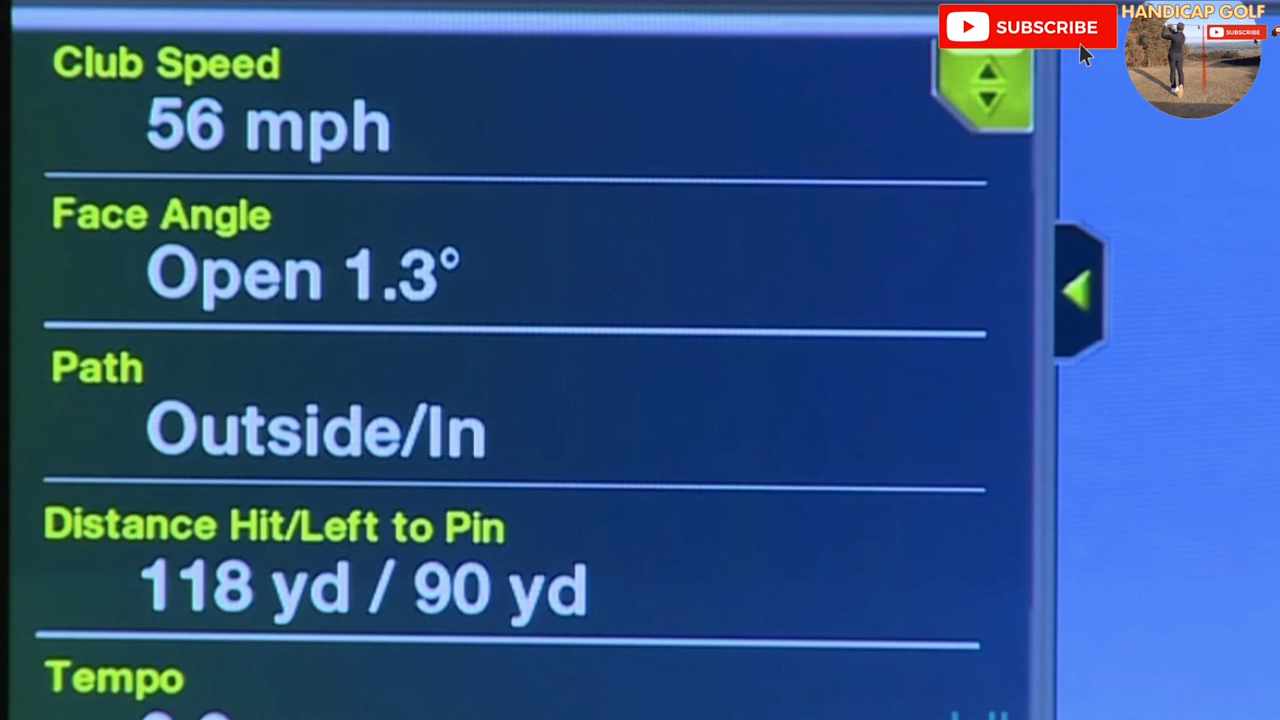 HANDICAP GOLF
SUBSCRIBE
SUBSCRIBE
Club Speed
56 mph
Face Angle
Open 1.3°
Path
Outside/In
Distance Hit/Left to Pin
118 yd / 90 yd
Tempo